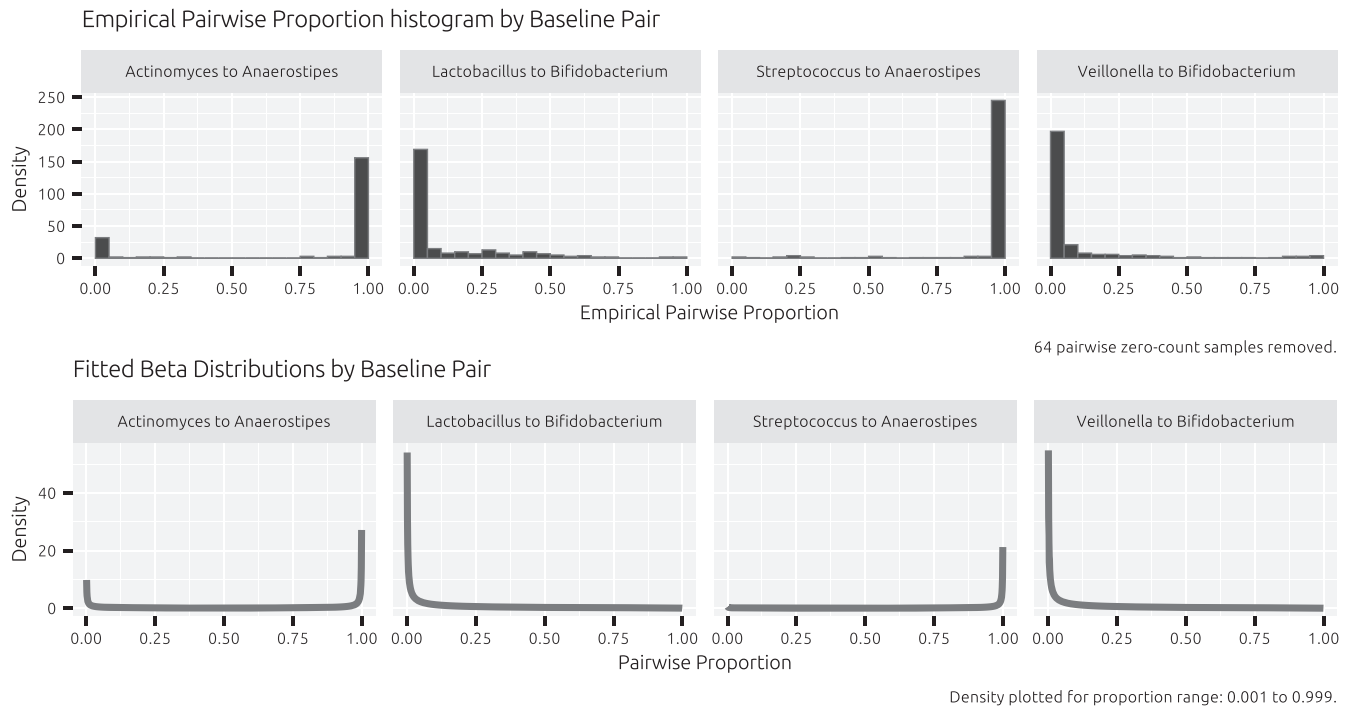 Empirical Pairwise Proportion histogram by Baseline Pair
Actinomyces to Anaerostipes
Lactobacillus to Bifidobacterium
Streptococcus to Anaerostipes
Veillonella to Bifidobacterium
Density
250
200
150
100
50
0
0.00 0.25 0.50 0.75 1.00
0.00 0.25 0.50 0.75 1.00
0.00 0.25 0.50 0.75 1.00
0.00 0.25 0.50 0.75 1.00
Empirical Pairwise Proportion
64 pairwise zero-count samples removed.
Fitted Beta Distributions by Baseline Pair
Actinomyces to Anaerostipes
Lactobacillus to Bifidobacterium
Streptococcus to Anaerostipes
Veillonella to Bifidobacterium
Density
40
20
0
0.00 0.25 0.50 0.75 1.00
0.00 0.25 0.50 0.75 1.00
0.00 0.25 0.50 0.75 1.00
0.00 0.25 0.50 0.75 1.00
Pairwise Proportion
Density plotted for proportion range: 0.001 to 0.999.